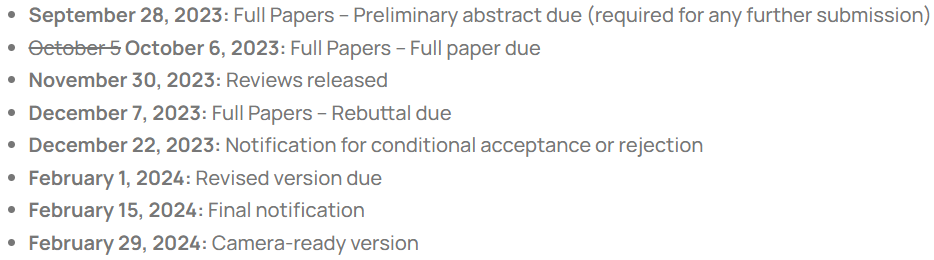 • September 28, 2023: Full Papers – Preliminary abstract due (required for any further submission)
• October 5 October 6, 2023: Full Papers – Full paper due
• November 30, 2023: Reviews released
• December 7, 2023: Full Papers – Rebuttal due
• December 22, 2023: Notification for conditional acceptance or rejection
• February 1, 2024: Revised version due
• February 15, 2024: Final notification
• February 29, 2024: Camera-ready version